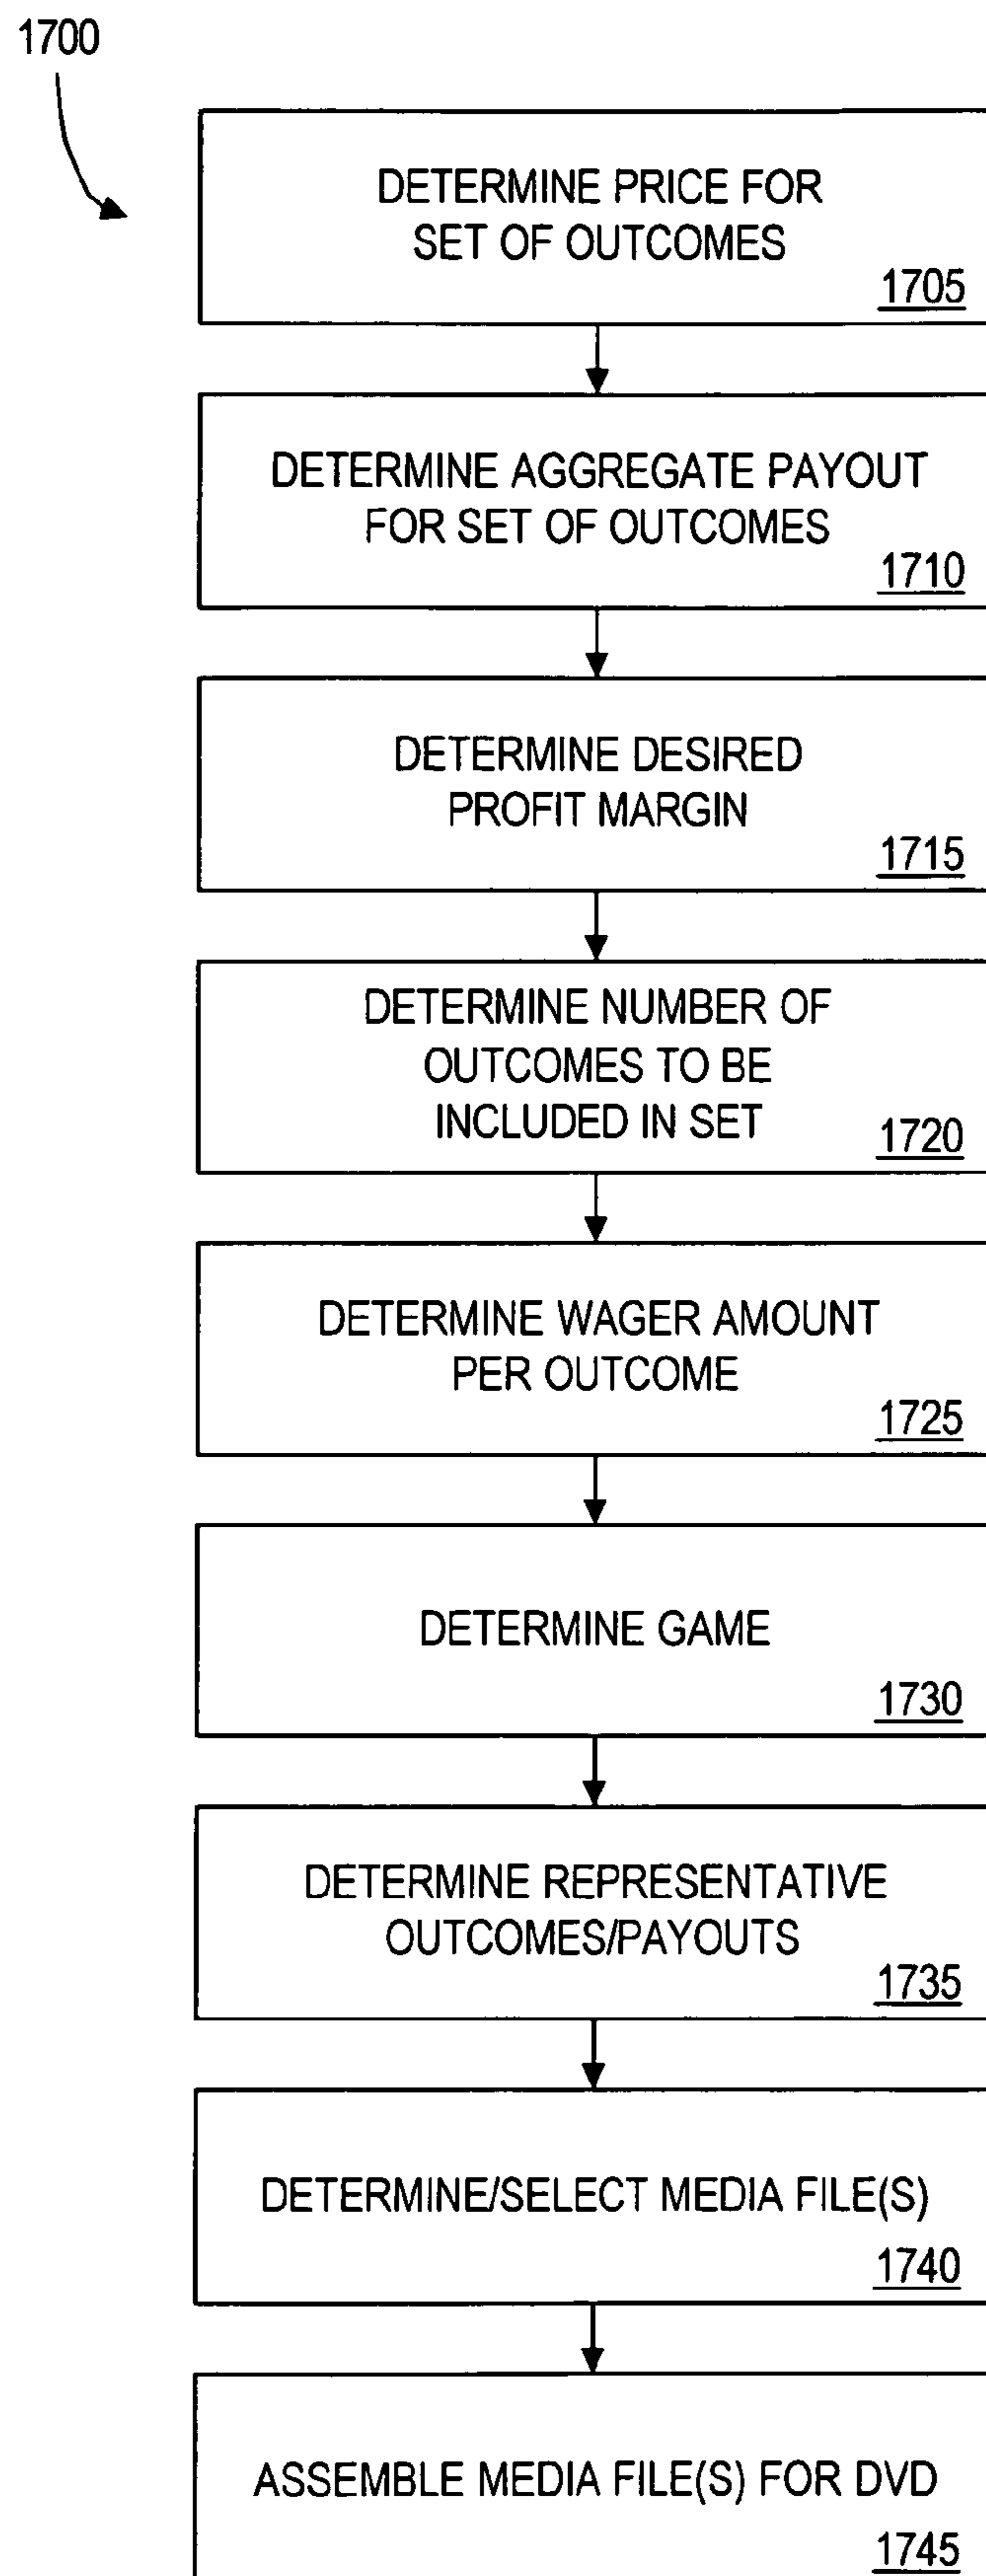 1700
DETERMINE PRICE FOR
SET OF OUTCOMES
1705
DETERMINE AGGREGATE PAYOUT
FOR SET OF OUTCOMES
1710
DETERMINE DESIRED
PROFIT MARGIN
1715
DETERMINE NUMBER OF
OUTCOMES TO BE
INCLUDED IN SET
1720
DETERMINE WAGER AMOUNT
PER OUTCOME
1725
DETERMINE GAME
1730
DETERMINE REPRESENTATIVE
OUTCOMES/PAYOUTS
1735
DETERMINE/SELECT MEDIA FILE(S)
1740
ASSEMBLE MEDIA FILE(S) FOR DVD
1745